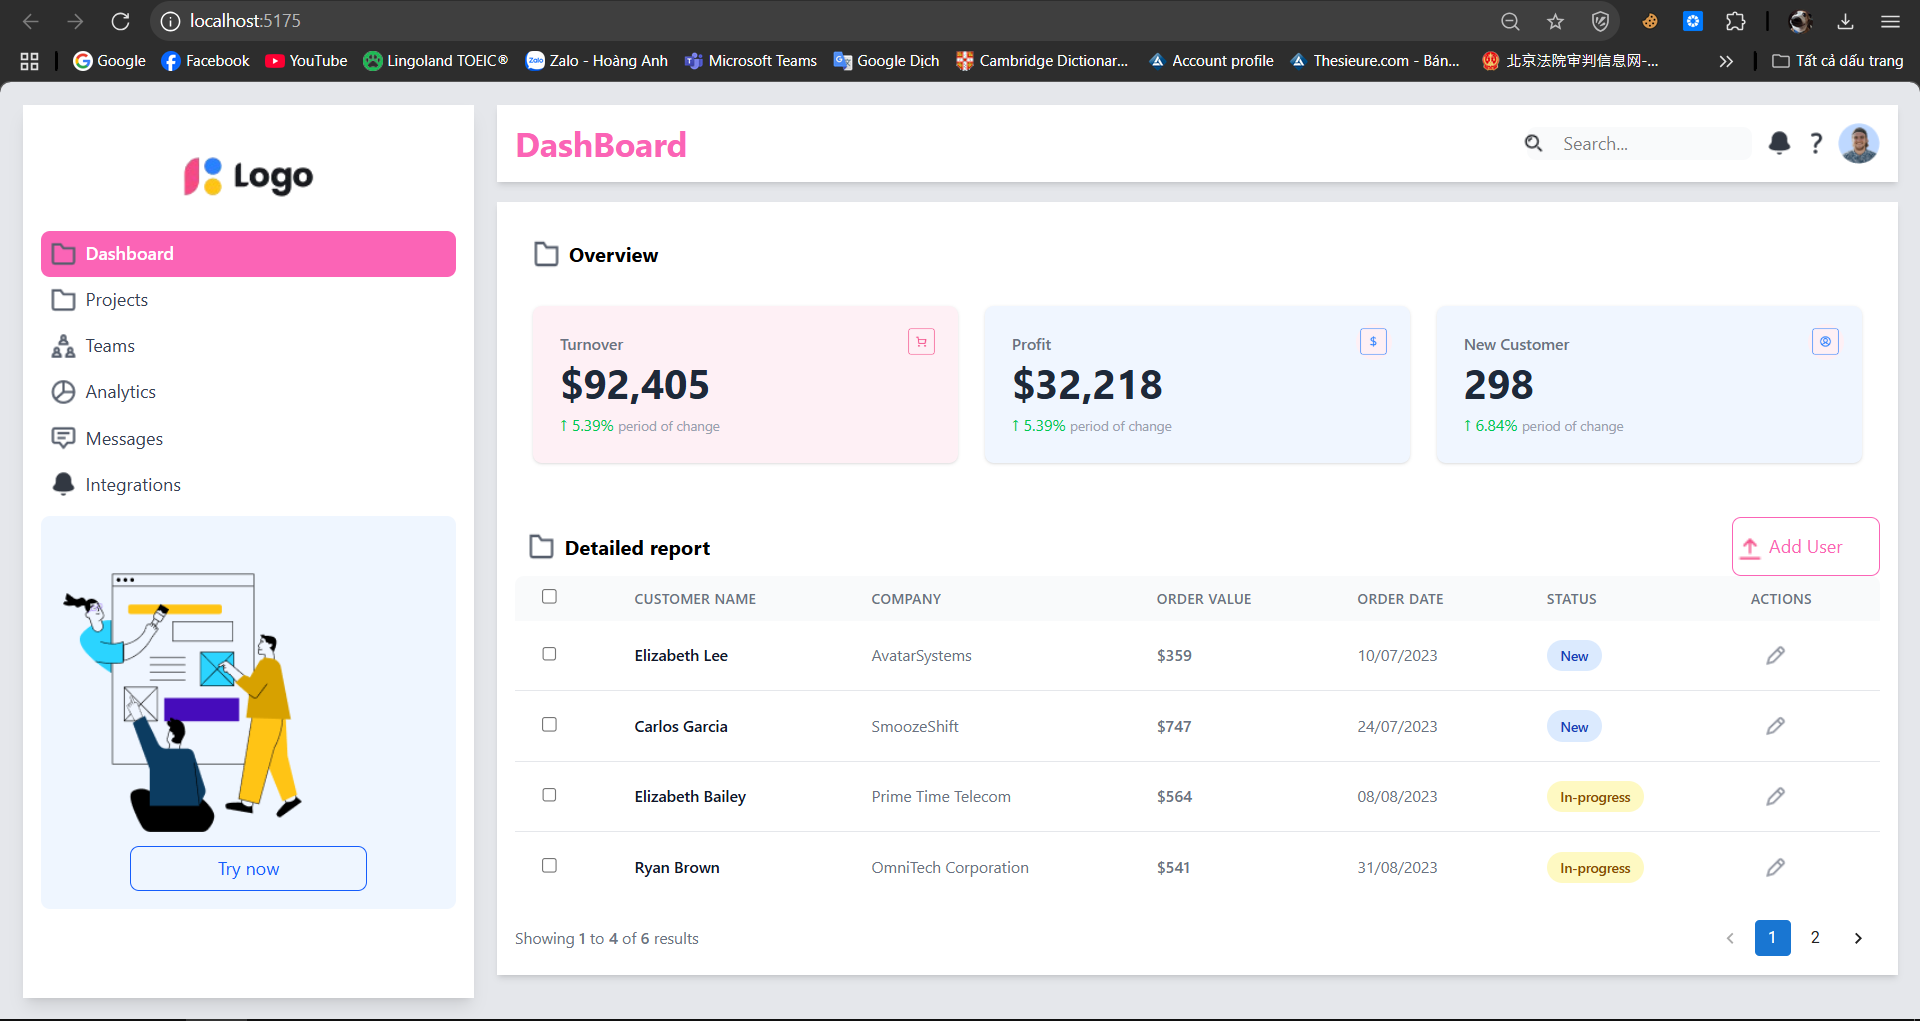 localhost:5175
Google Facebook YouTube Lingoland TOEIC® Zalo - Hoàng Anh Microsoft Teams Google Dịch Cambridge Dictionar... Account profile Thesieure.com - Bán... 北京法院审判信息网-... Tất cả dấu trang
Logo
Dashboard
Projects
Teams
Analytics
Messages
Integrations
Try now
DashBoard
Search...
?
Overview
Turnover
$92,405
↑ 5.39% period of change
Profit
$
$32,218
↑ 5.39% period of change
New Customer
298
↑ 6.84% period of change
Detailed report
Add User
CUSTOMER NAME COMPANY ORDER VALUE ORDER DATE STATUS ACTIONS
Elizabeth Lee AvatarSystems $359 10/07/2023 New
Carlos Garcia SmoozeShift $747 24/07/2023 New
Elizabeth Bailey Prime Time Telecom $564 08/08/2023 In-progress
Ryan Brown OmniTech Corporation $541 31/08/2023 In-progress
Showing 1 to 4 of 6 results
1 2